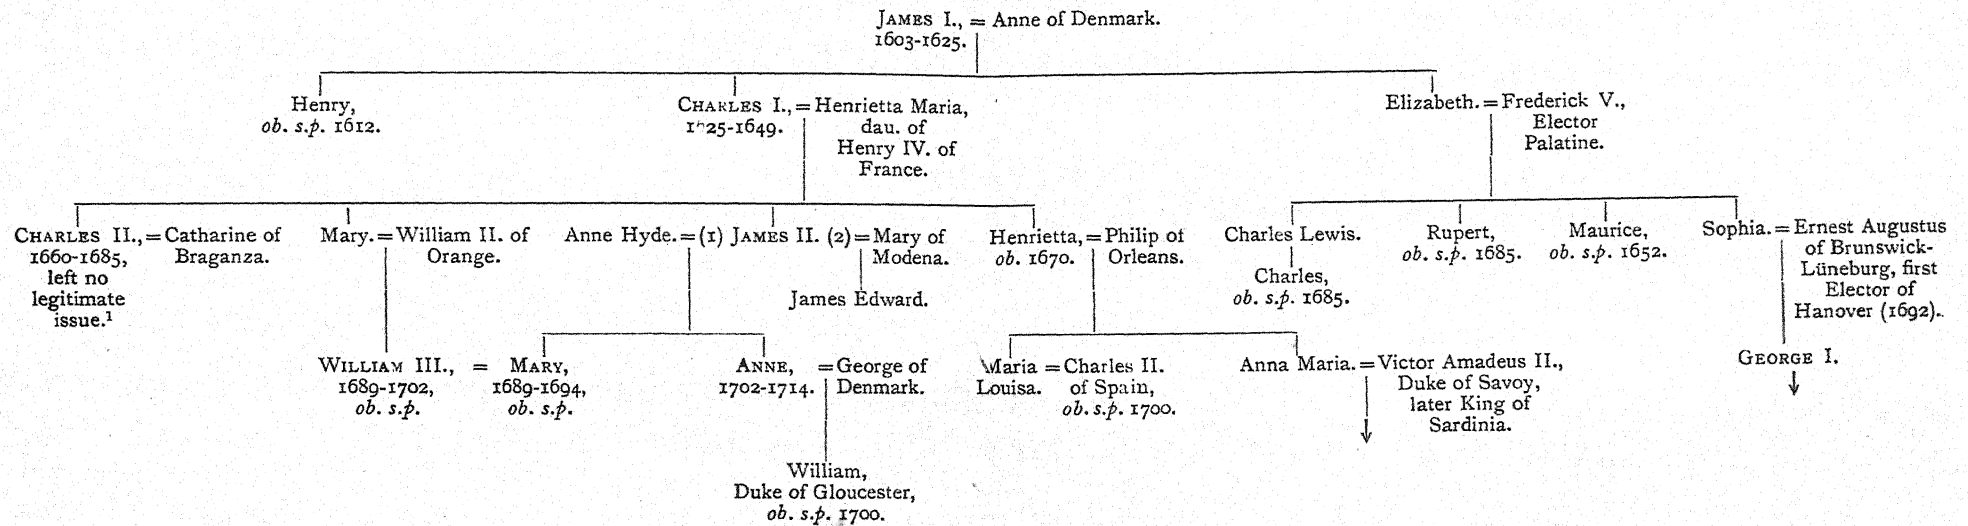 JAMES I., = Anne of Denmark.
1603-1625.
Henry,
ob. s.p. 1612.
CHARLES I., = Henrietta Maria,
1625-1649.
dau. of
Henry IV. of
France.
Elizabeth. = Frederick V.,
Elector
Palatine.
CHARLES II., = Catharine of
1660-1685,
Braganza.
left no
legitimate
issue.¹
Mary. = William II. of
Orange.
Anne Hyde. = (1) JAMES II. (2) = Mary of
Modena.
James Edward.
Henrietta, = Philip of
ob. 1670.
Orleans.
Charles Lewis.
Charles,
ob. s.p. 1685.
Rupert,
ob. s.p. 1685.
Maurice,
ob. s.p. 1652.
Sophia. = Ernest Augustus
of Brunswick-
Lüneburg, first
Elector of
Hanover (1692).
WILLIAM III., = MARY,
1689-1702,
1689-1694,
ob. s.p.
ob. s.p.
ANNE, = George of
1702-1714.
Denmark.
Maria = Charles II.
Louisa.
of Spain,
ob. s.p. 1700.
Anna Maria. = Victor Amadeus II.,
Duke of Savoy,
later King of
Sardinia.
GEORGE I.
William,
Duke of Gloucester,
ob. s.p. 1700.